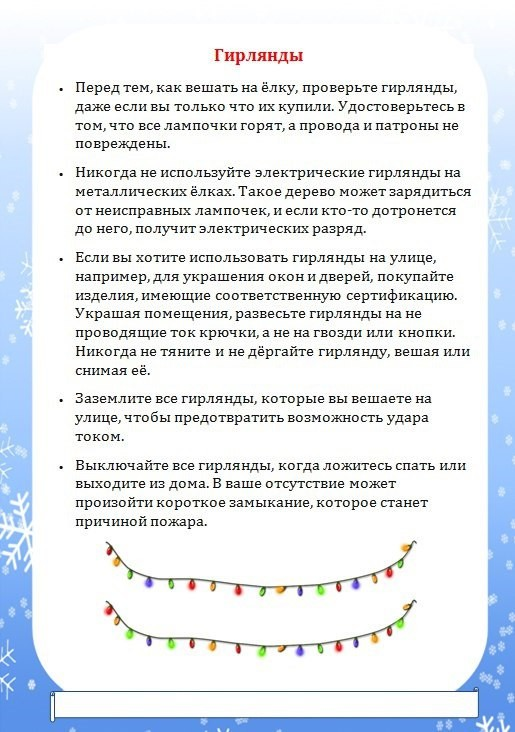 Гирлянды
• Перед тем, как вешать на ёлку, проверьте гирлянды,
даже если вы только что их купили. Удостоверьтесь в
том, что все лампочки горят, а провода и патроны не
повреждены.
• Никогда не используйте электрические гирлянды на
металлических ёлках. Такое дерево может зарядиться
от неисправных лампочек, и если кто-то дотронется
до него, получит электрических разряд.
• Если вы хотите использовать гирлянды на улице,
например, для украшения окон и дверей, покупайте
изделия, имеющие соответственную сертификацию.
Украшая помещения, развесьте гирлянды на не
проводящие ток крючки, а не на гвозди или кнопки.
Никогда не тяните и не дёргайте гирлянду, вешая или
снимая её.
• Заземлите все гирлянды, которые вы вешаете на
улице, чтобы предотвратить возможность удара
током.
• Выключайте все гирлянды, когда ложитесь спать или
выходите из дома. В ваше отсутствие может
произойти короткое замыкание, которое станет
причиной пожара.